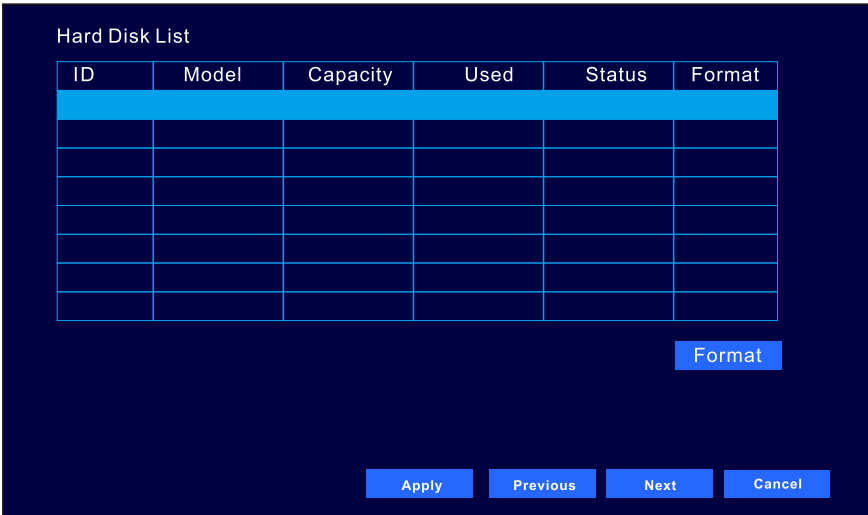 Hard Disk List
ID Model Capacity Used Status Format
Format
Apply Previous Next Cancel